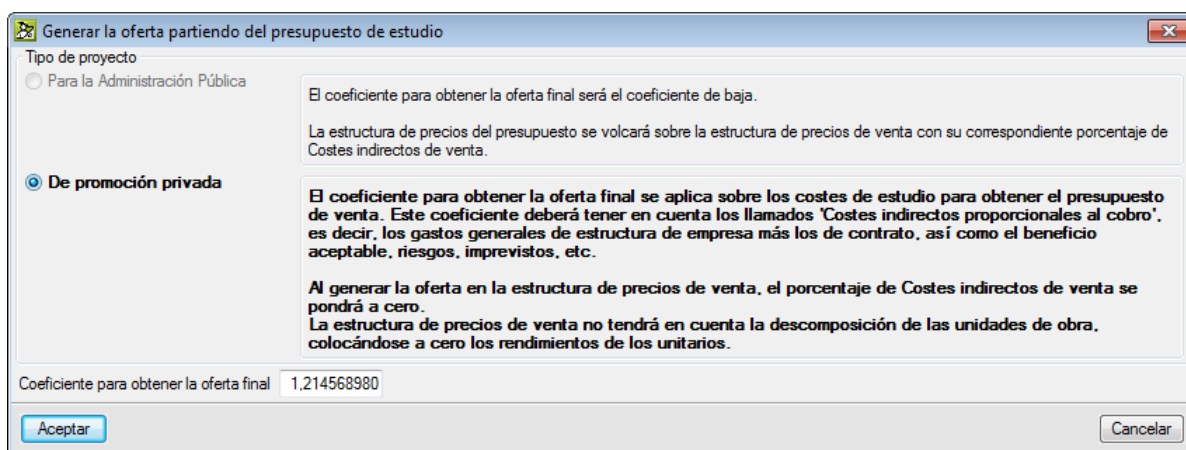 Generar la oferta partiendo del presupuesto de estudio
Tipo de proyecto
Para la Administración Pública
El coeficiente para obtener la oferta final será el coeficiente de baja.
La estructura de precios del presupuesto se volcará sobre la estructura de precios de venta con su correspondiente porcentaje de
Costes indirectos de venta.
De promoción privada
El coeficiente para obtener la oferta final se aplica sobre los costes de estudio para obtener el presupuesto
de venta. Este coeficiente deberá tener en cuenta los llamados 'Costes indirectos proporcionales al cobro',
es decir, los gastos generales de estructura de empresa más los de contrato, así como el beneficio
aceptable, riesgos, imprevistos, etc.
Al generar la oferta en la estructura de precios de venta, el porcentaje de Costes indirectos de venta se
pondrá a cero.
La estructura de precios de venta no tendrá en cuenta la descomposición de las unidades de obra,
colocándose a cero los rendimientos de los unitarios.
Coeficiente para obtener la oferta final 1,214568980
Aceptar Cancelar